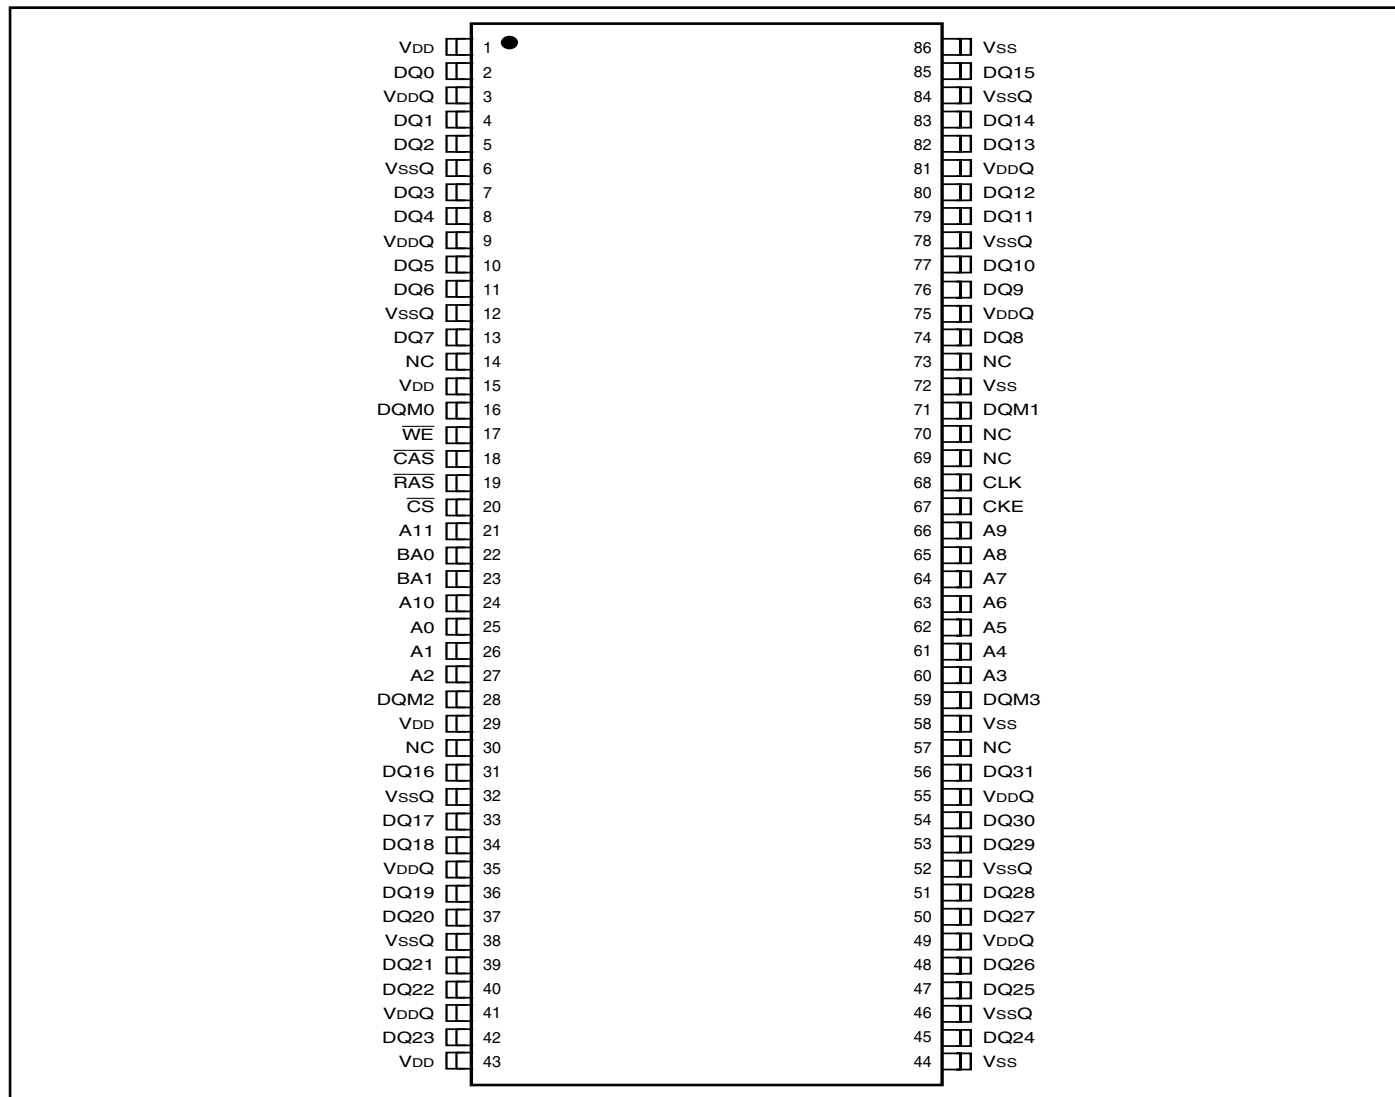 VDD 1 86 VSS
DQ0 2 85 DQ15
VDDQ 3 84 VSSQ
DQ1 4 83 DQ14
DQ2 5 82 DQ13
VSSQ 6 81 VDDQ
DQ3 7 80 DQ12
DQ4 8 79 DQ11
VDDQ 9 78 VSSQ
DQ5 10 77 DQ10
DQ6 11 76 DQ9
VSSQ 12 75 VDDQ
DQ7 13 74 DQ8
NC 14 73 NC
VDD 15 72 VSS
DQM0 16 71 DQM1
W̅E̅ 17 70 NC
C̅A̅S̅ 18 69 NC
R̅A̅S̅ 19 68 CLK
C̅S̅ 20 67 CKE
A11 21 66 A9
BA0 22 65 A8
BA1 23 64 A7
A10 24 63 A6
A0 25 62 A5
A1 26 61 A4
A2 27 60 A3
DQM2 28 59 DQM3
VDD 29 58 VSS
NC 30 57 NC
DQ16 31 56 DQ31
VSSQ 32 55 VDDQ
DQ17 33 54 DQ30
DQ18 34 53 DQ29
VDDQ 35 52 VSSQ
DQ19 36 51 DQ28
DQ20 37 50 DQ27
VSSQ 38 49 VDDQ
DQ21 39 48 DQ26
DQ22 40 47 DQ25
VDDQ 41 46 VSSQ
DQ23 42 45 DQ24
VDD 43 44 VSS